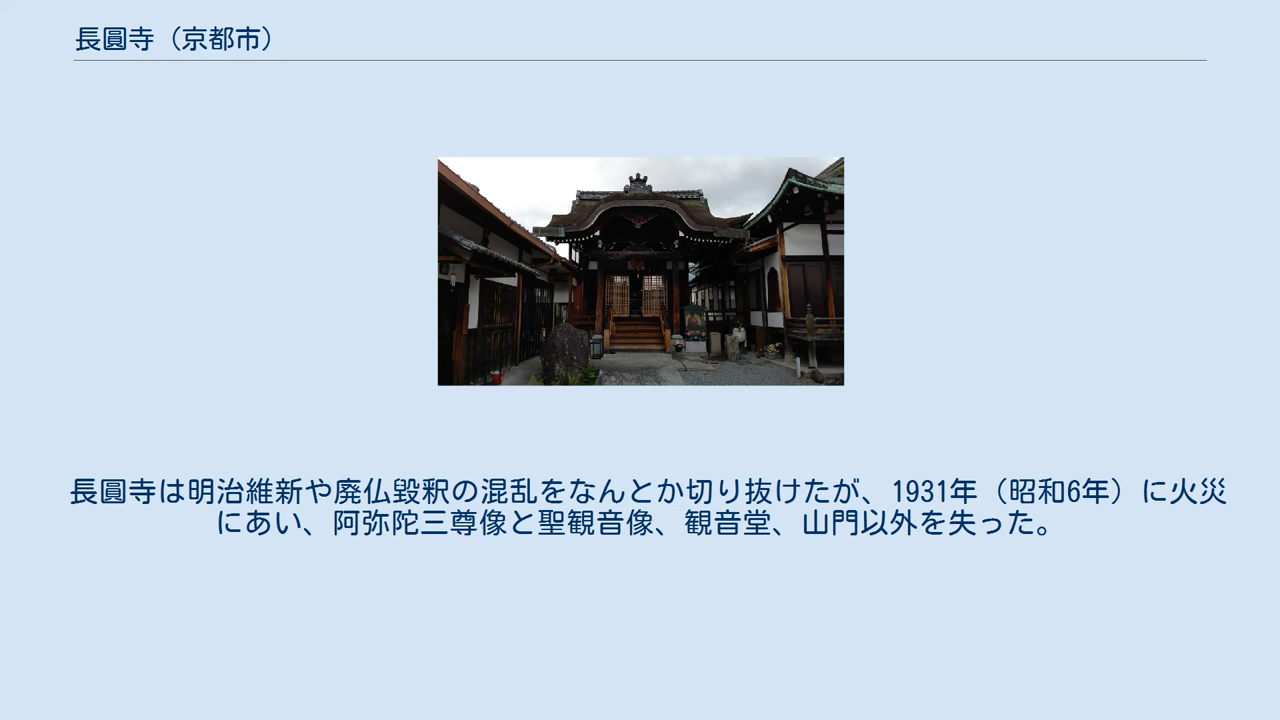 長圓寺（京都市）
長圓寺は明治維新や廃仏毀釈の混乱をなんとか切り抜けたが、1931年（昭和6年）に火災
にあい、阿弥陀三尊像と聖観音像、観音堂、山門以外を失った。